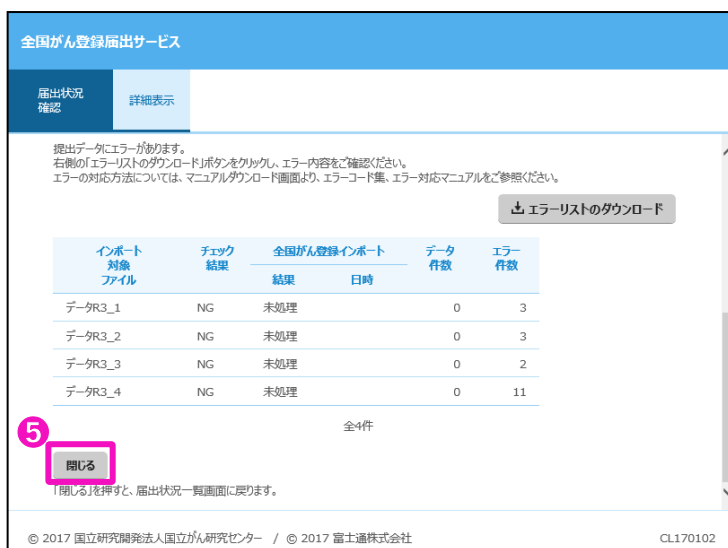 全国がん登録届出サービス
届出状況
確認
詳細表示
提出データにエラーがあります。
右側の「エラーリストのダウンロード」ボタンをクリックし、エラー内容をご確認ください。
エラーの対応方法については、マニュアルダウンロード画面より、エラーコード集、エラー対応マニュアルをご参照ください。
エラーリストのダウンロード
インポート
対象
ファイル
チェック
結果
全国がん登録インポート
結果 日時
データ
件数
エラー
件数
データR3_1 NG 未処理 0 3
データR3_2 NG 未処理 0 3
データR3_3 NG 未処理 0 2
データR3_4 NG 未処理 0 11
全4件
5
閉じる
「閉じる」を押すと、届出状況一覧画面に戻ります。
© 2017 国立研究開発法人国立がん研究センター / © 2017 富士通株式会社 CL170102